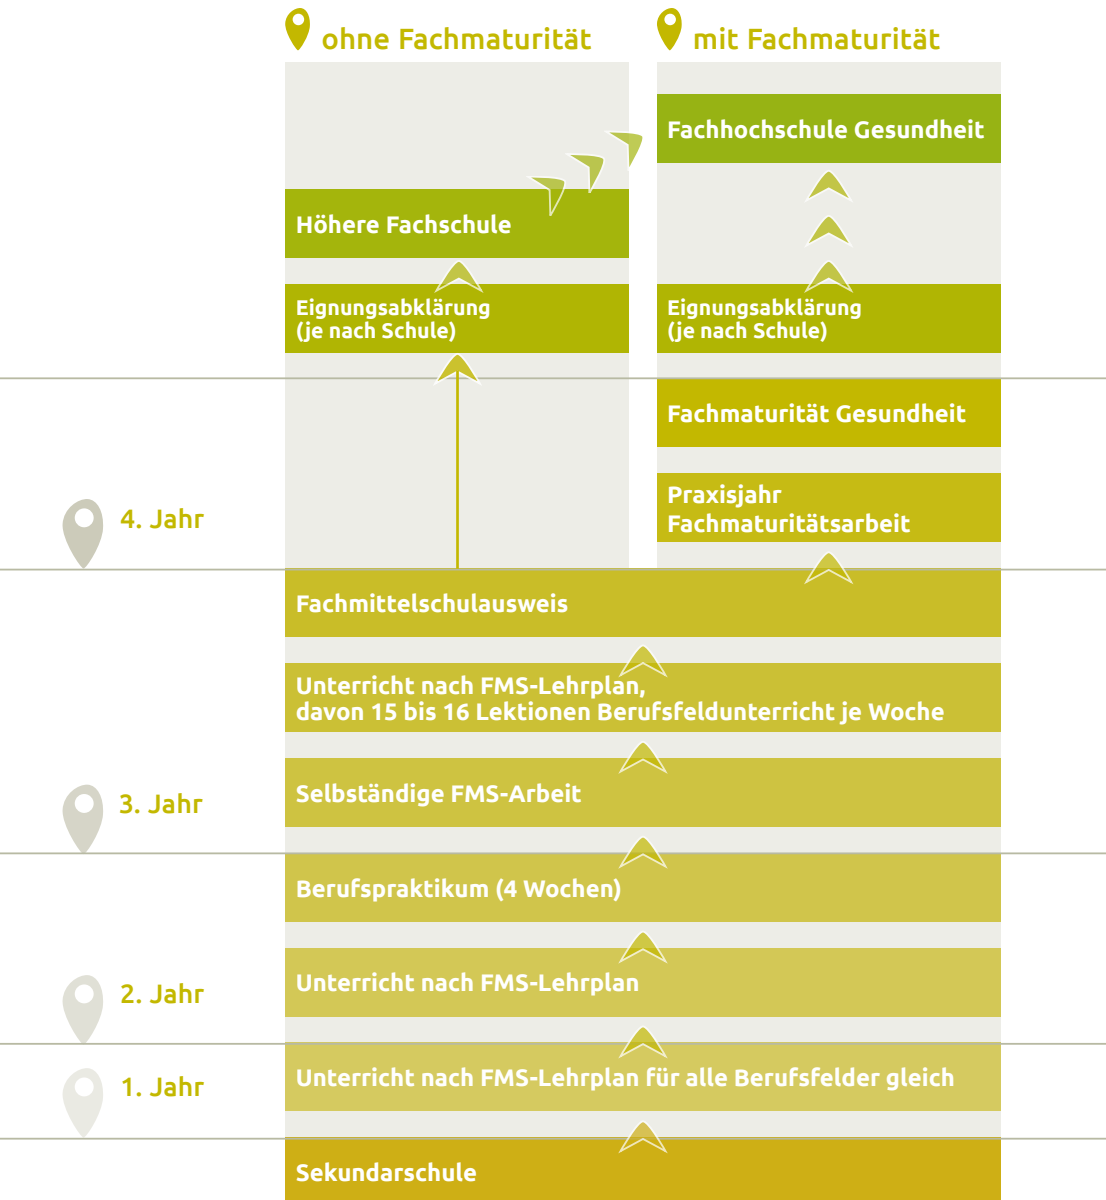 ohne Fachmaturität
mit Fachmaturität
Fachhochschule Gesundheit
Höhere Fachschule
Eignungsabklärung
(je nach Schule)
Eignungsabklärung
(je nach Schule)
Fachmaturität Gesundheit
Praxisjahr
Fachmaturitätsarbeit
4. Jahr
Fachmittelschulausweis
Unterricht nach FMS-Lehrplan,
davon 15 bis 16 Lektionen Berufsfeldunterricht je Woche
Selbständige FMS-Arbeit
3. Jahr
Berufspraktikum (4 Wochen)
Unterricht nach FMS-Lehrplan
2. Jahr
Unterricht nach FMS-Lehrplan für alle Berufsfelder gleich
1. Jahr
Sekundarschule